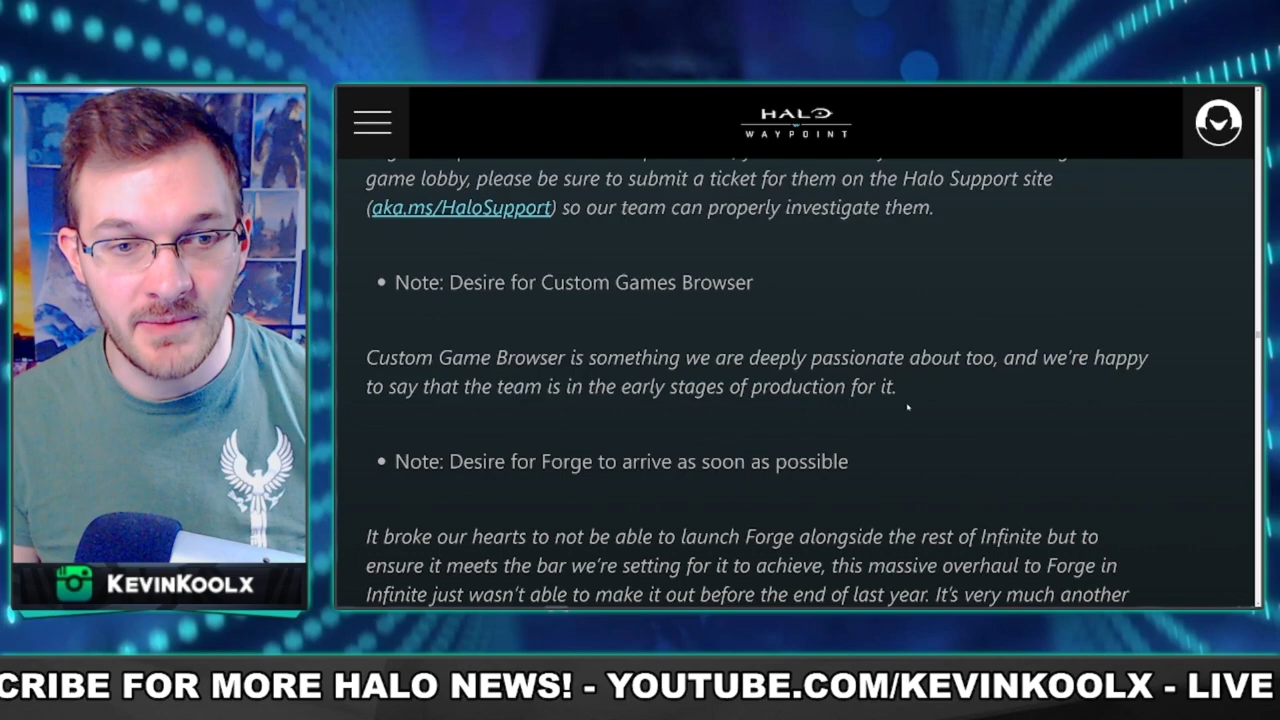 HALO
WAYPOINT
game lobby, please be sure to submit a ticket for them on the Halo Support site
(aka.ms/HaloSupport) so our team can properly investigate them.
• Note: Desire for Custom Games Browser
Custom Game Browser is something we are deeply passionate about too, and we're happy
to say that the team is in the early stages of production for it.
• Note: Desire for Forge to arrive as soon as possible
It broke our hearts to not be able to launch Forge alongside the rest of Infinite but to
ensure it meets the bar we're setting for it to achieve, this massive overhaul to Forge in
Infinite just wasn't able to make it out before the end of last year. It's very much another
KEVINKOOLX
CRIBE FOR MORE HALO NEWS! - YOUTUBE.COM/KEVINKOOLX - LIVE